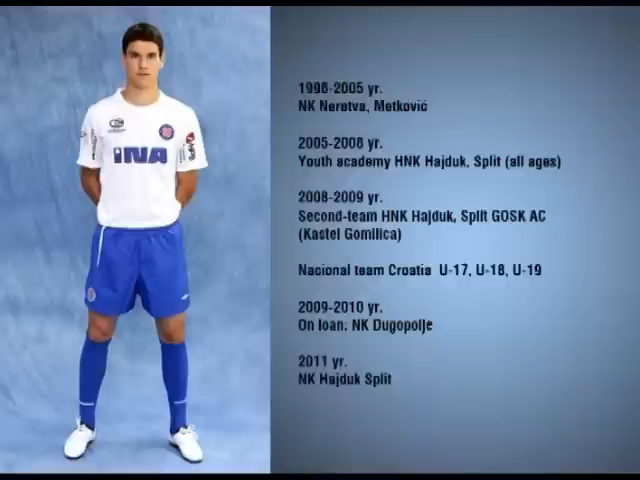 INA
1996-2005 yr.
NK Neretva, Metković
2005-2008 yr.
Youth academy HNK Hajduk, Split (all ages)
2008-2009 yr.
Second-team HNK Hajduk, Split GOSK AC
(Kastel Gomilica)
Nacional team Croatia U-17, U-18, U-19
2009-2010 yr.
On loan: NK Dugopolje
2011 yr.
NK Hajduk Split